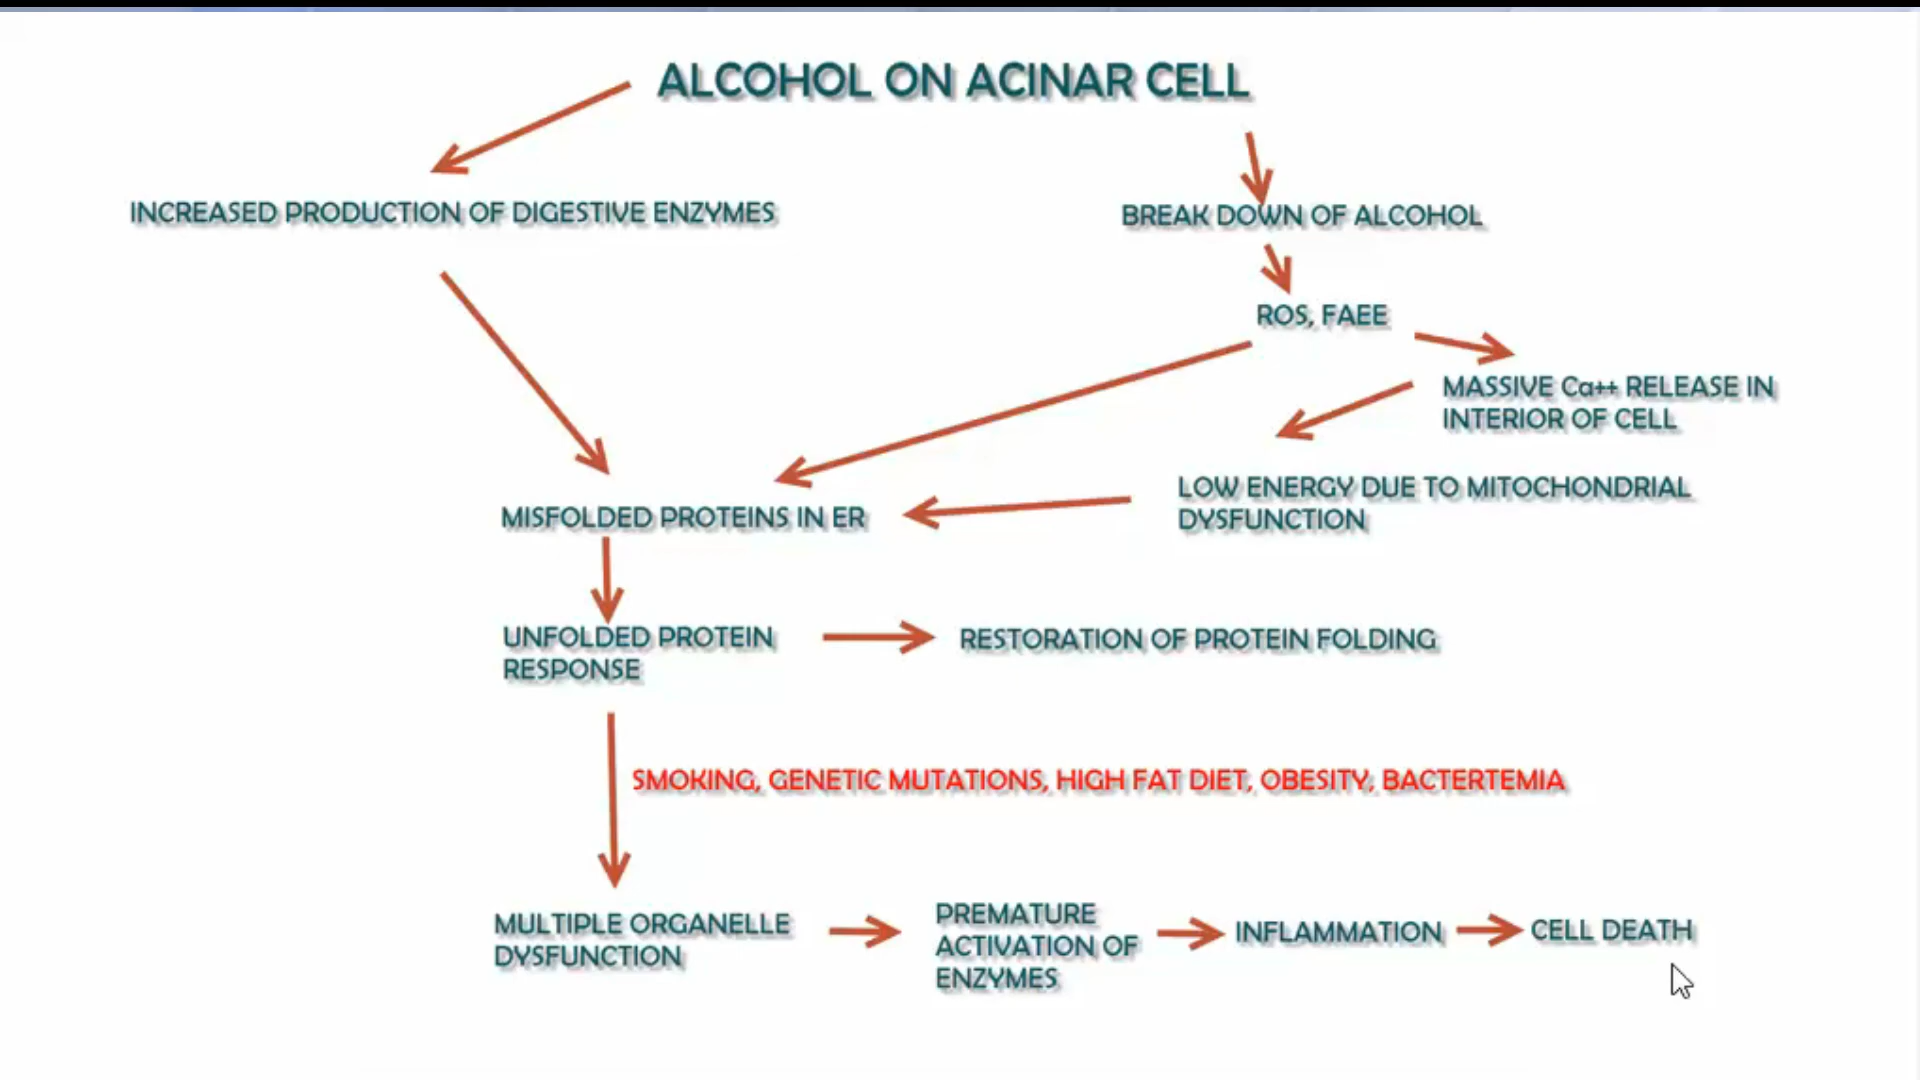 ALCOHOL ON ACINAR CELL
INCREASED PRODUCTION OF DIGESTIVE ENZYMES
BREAK DOWN OF ALCOHOL
ROS, FAEE
MASSIVE Ca++ RELEASE IN
INTERIOR OF CELL
LOW ENERGY DUE TO MITOCHONDRIAL
DYSFUNCTION
MISFOLDED PROTEINS IN ER
UNFOLDED PROTEIN
RESPONSE
RESTORATION OF PROTEIN FOLDING
SMOKING, GENETIC MUTATIONS, HIGH FAT DIET, OBESITY, BACTERTEMIA
MULTIPLE ORGANELLE
DYSFUNCTION
PREMATURE
ACTIVATION OF
ENZYMES
INFLAMMATION
CELL DEATH